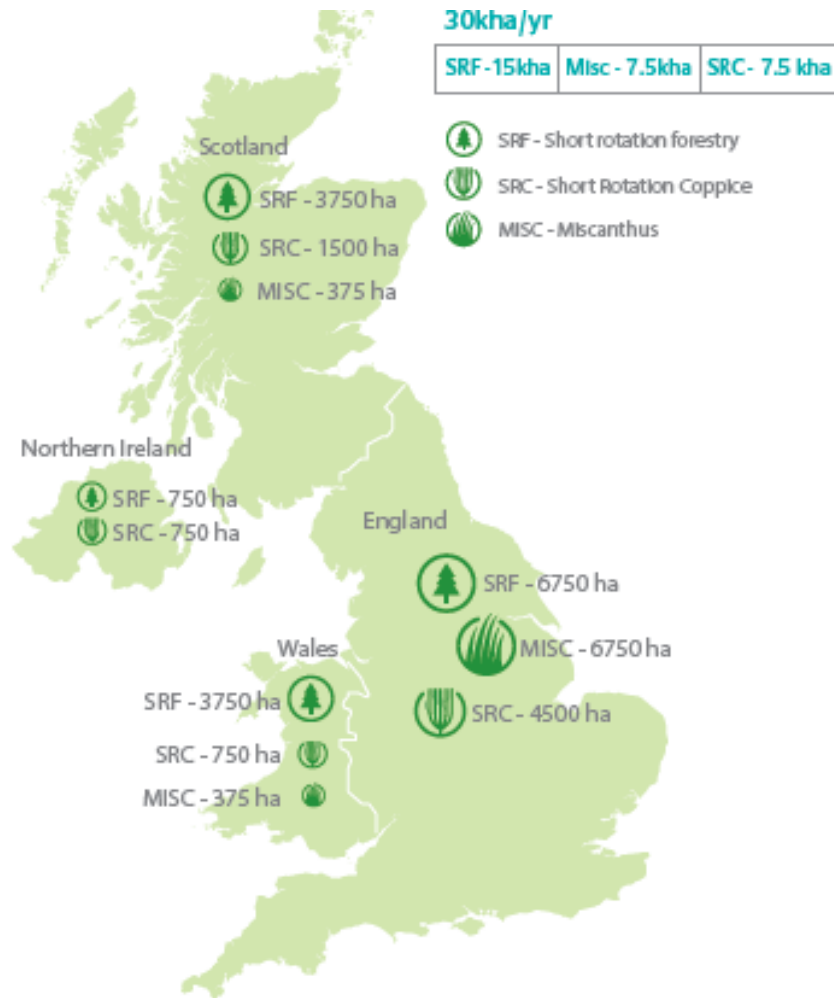 30kha/yr
SRF-15kha Misc - 7.5kha SRC- 7.5 kha
SRF - Short rotation forestry
SRC - Short Rotation Coppice
MISC - Miscanthus
Scotland
SRF - 3750 ha
SRC - 1500 ha
MISC - 375 ha
Northern Ireland
SRF - 750 ha
SRC - 750 ha
England
SRF - 6750 ha
MISC - 6750 ha
SRC - 4500 ha
Wales
SRF - 3750 ha
SRC - 750 ha
MISC - 375 ha